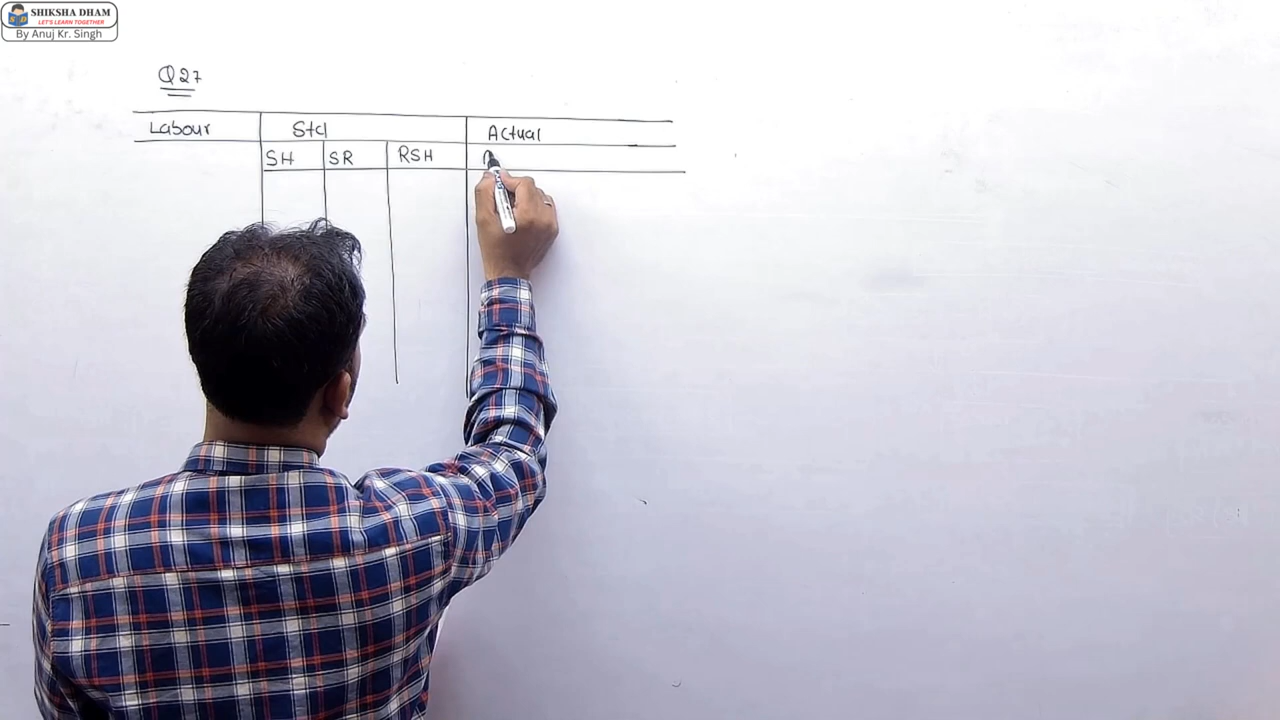 SHIKSHA DHAM
LET'S LEARN TOGETHER
By Anuj Kr. Singh
Q27
Labour Std Actual
SH SR RSH